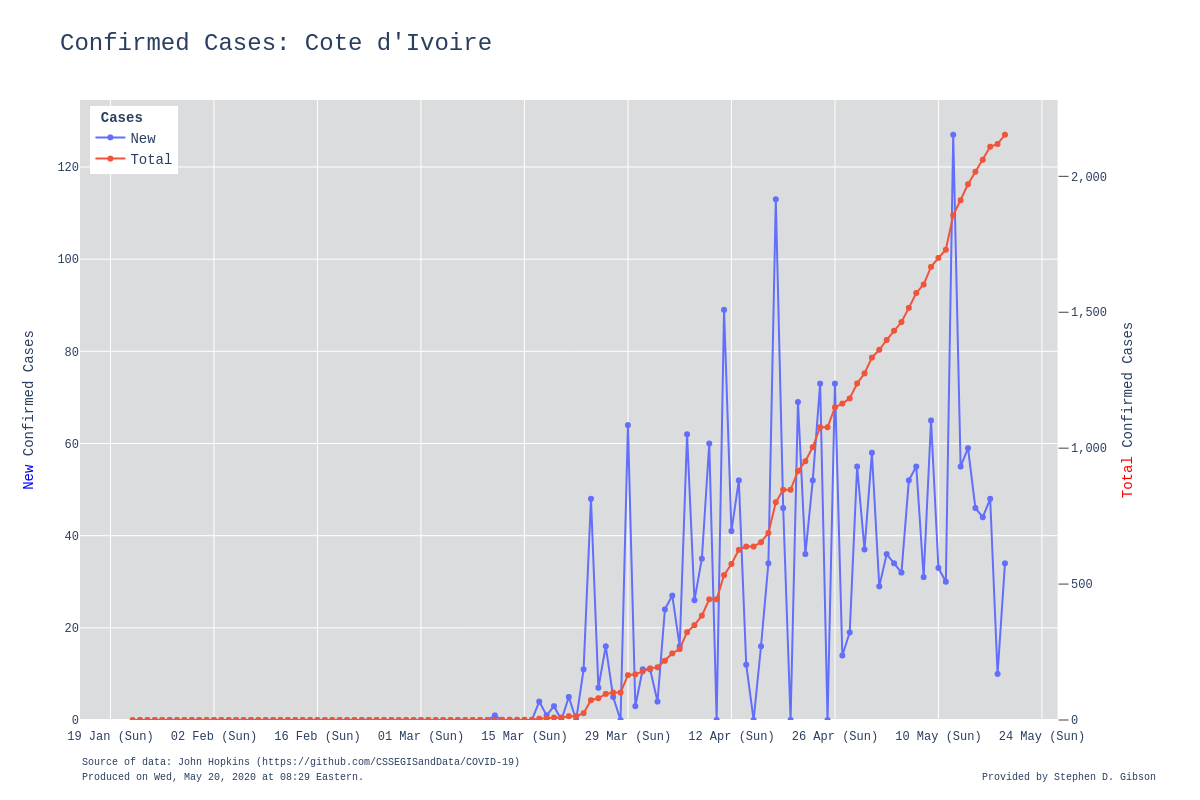 Confirmed Cases: Cote d'Ivoire
Cases
New
Total
120
100
80
60
40
20
0
New Confirmed Cases
2,000
1,500
1,000
500
0
Total Confirmed Cases
19 Jan (Sun) 02 Feb (Sun) 16 Feb (Sun) 01 Mar (Sun) 15 Mar (Sun) 29 Mar (Sun) 12 Apr (Sun) 26 Apr (Sun) 10 May (Sun) 24 May (Sun)
Source of data: John Hopkins (https://github.com/CSSEGISandData/COVID-19)
Produced on Wed, May 20, 2020 at 08:29 Eastern.
Provided by Stephen D. Gibson